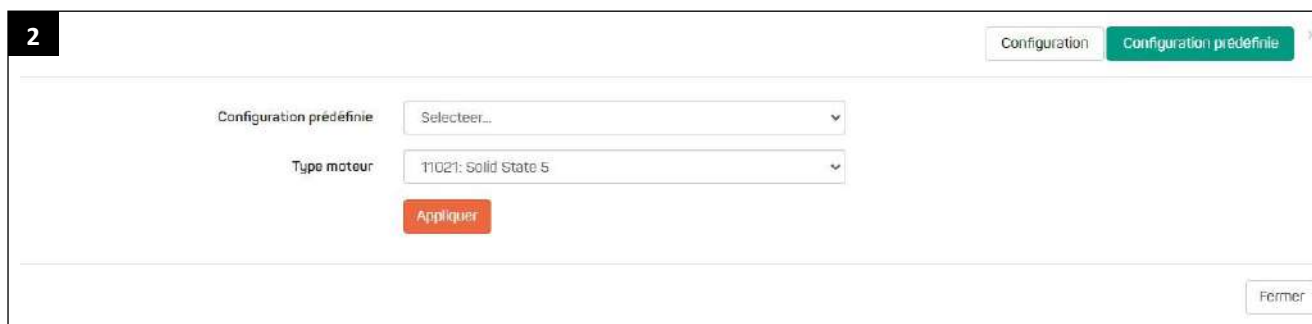 2
Configuration Configuration prédéfinie
Configuration prédéfinie Selecteer...
Type moteur 11021: Solid State 5
Appliquer
Fermer